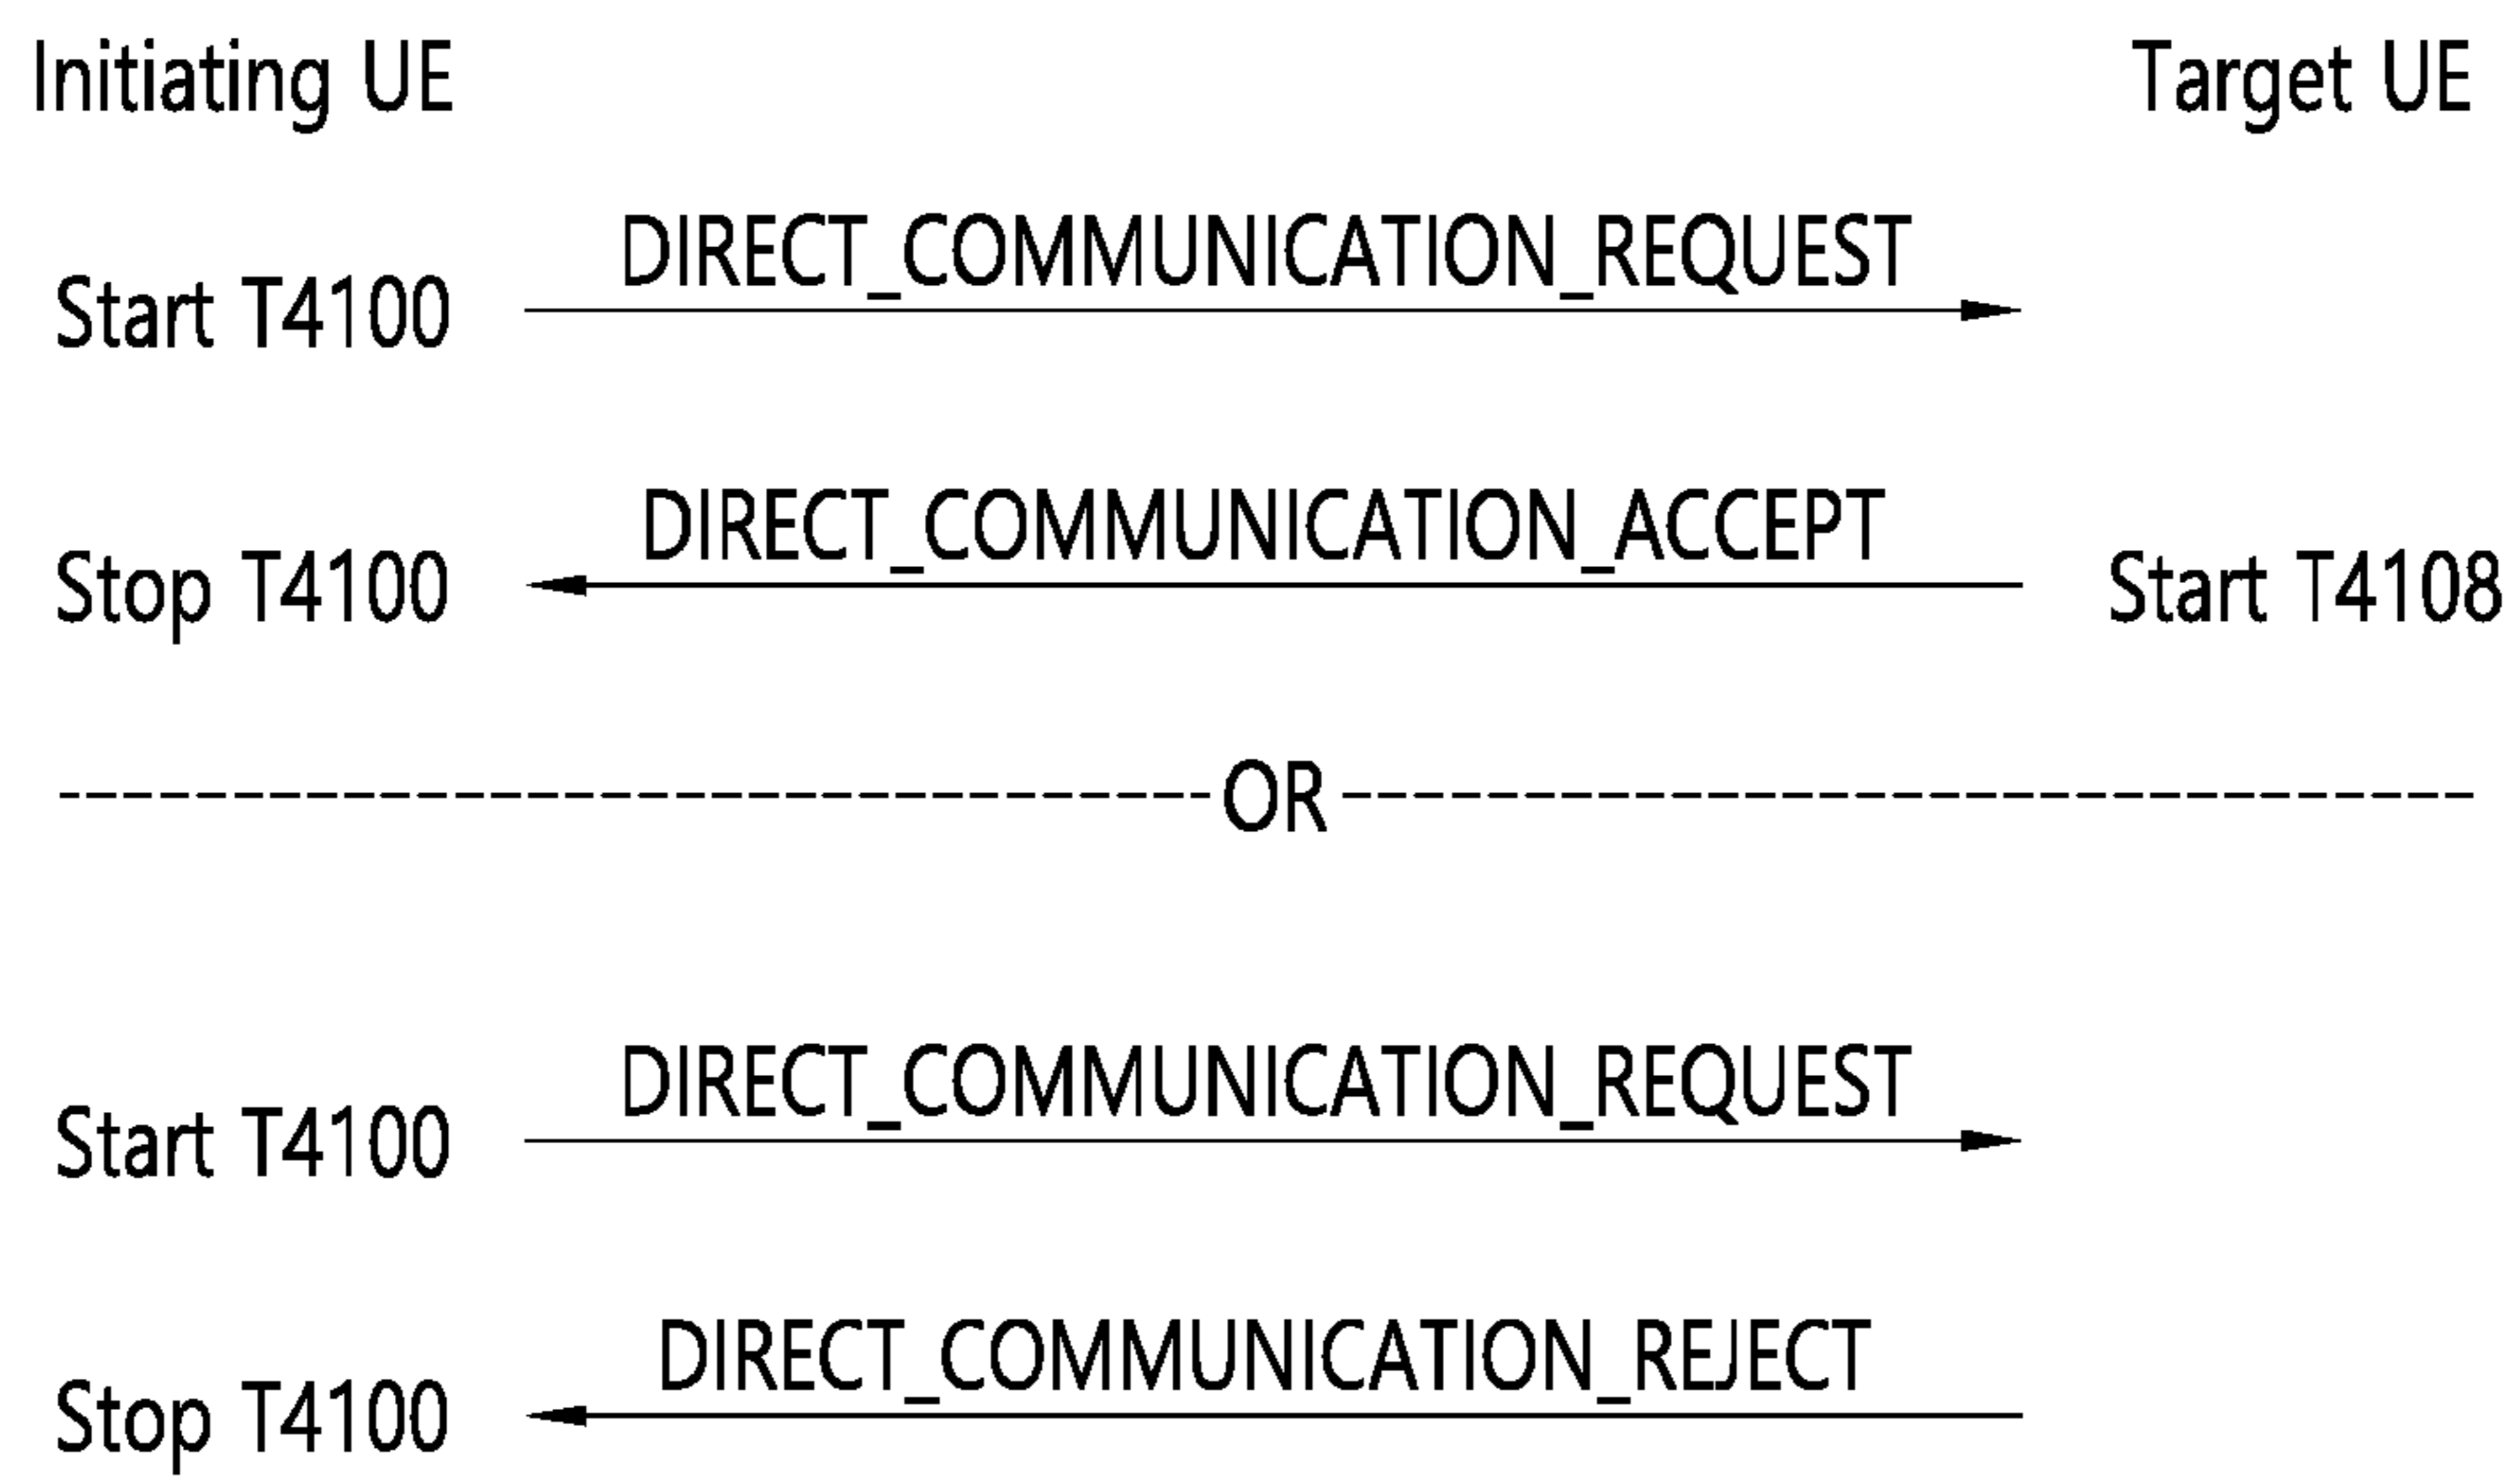 Initiating UE
Target UE
DIRECT_COMMUNICATION_REQUEST
Start T4100
DIRECT_COMMUNICATION_ACCEPT
Stop T4100
Start T4108
OR
DIRECT_COMMUNICATION_REQUEST
Start T4100
DIRECT_COMMUNICATION_REJECT
Stop T4100